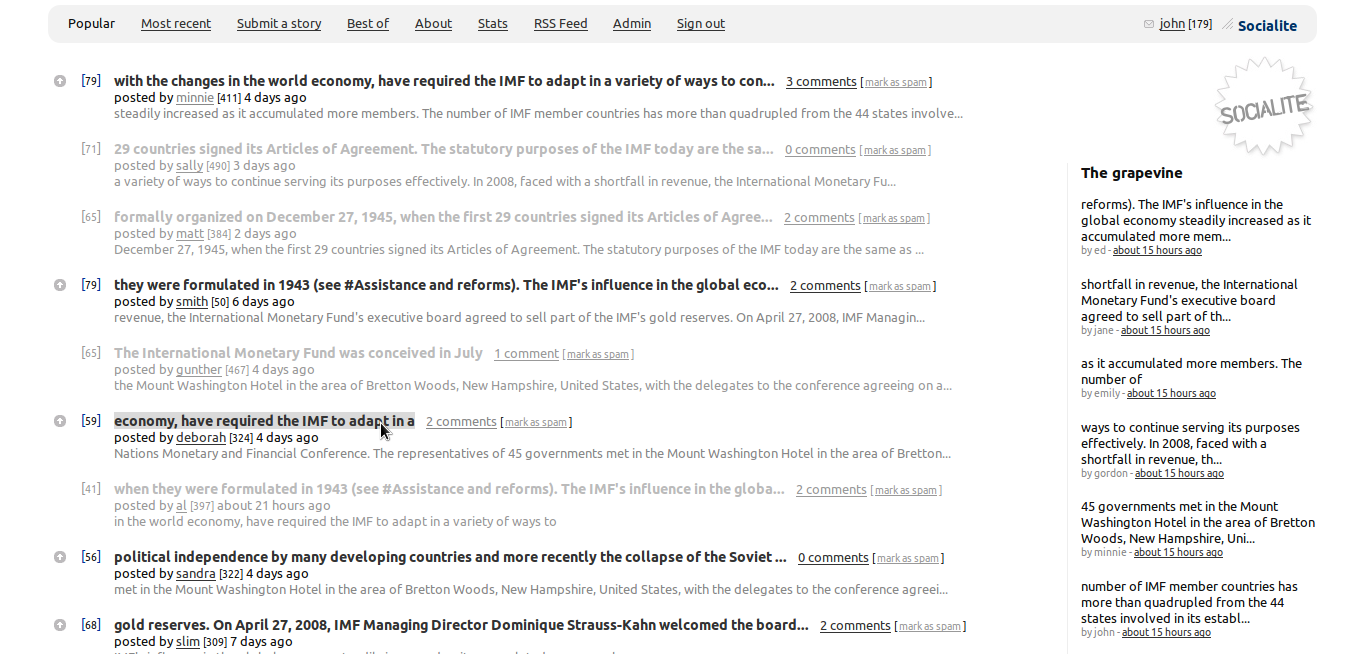 Popular Most recent Submit a story Best of About Stats RSS Feed Admin Sign out john [179] Socialite
[79] with the changes in the world economy, have required the IMF to adapt in a variety of ways to con... 3 comments [mark as spam]
posted by minnie [411] 4 days ago
steadily increased as it accumulated more members. The number of IMF member countries has more than quadrupled from the 44 states involve...
[71] 29 countries signed its Articles of Agreement. The statutory purposes of the IMF today are the sa... 0 comments [mark as spam]
posted by sally [490] 3 days ago
a variety of ways to continue serving its purposes effectively. In 2008, faced with a shortfall in revenue, the International Monetary Fu...
[65] formally organized on December 27, 1945, when the first 29 countries signed its Articles of Agree... 2 comments [mark as spam]
posted by matt [384] 2 days ago
December 27, 1945, when the first 29 countries signed its Articles of Agreement. The statutory purposes of the IMF today are the same as ...
[79] they were formulated in 1943 (see #Assistance and reforms). The IMF's influence in the global eco... 2 comments [mark as spam]
posted by smith [50] 6 days ago
revenue, the International Monetary Fund's executive board agreed to sell part of the IMF's gold reserves. On April 27, 2008, IMF Managin...
[65] The International Monetary Fund was conceived in July 1 comment [mark as spam]
posted by gunther [467] 4 days ago
the Mount Washington Hotel in the area of Bretton Woods, New Hampshire, United States, with the delegates to the conference agreeing on a...
[59] economy, have required the IMF to adapt in a 2 comments [mark as spam]
posted by deborah [324] 4 days ago
Nations Monetary and Financial Conference. The representatives of 45 governments met in the Mount Washington Hotel in the area of Bretton...
[41] when they were formulated in 1943 (see #Assistance and reforms). The IMF's influence in the globa... 2 comments [mark as spam]
posted by al [397] about 21 hours ago
in the world economy, have required the IMF to adapt in a variety of ways to
[56] political independence by many developing countries and more recently the collapse of the Soviet ... 0 comments [mark as spam]
posted by sandra [322] 4 days ago
met in the Mount Washington Hotel in the area of Bretton Woods, New Hampshire, United States, with the delegates to the conference agreei...
[68] gold reserves. On April 27, 2008, IMF Managing Director Dominique Strauss-Kahn welcomed the board... 2 comments [mark as spam]
posted by slim [309] 7 days ago
SOCIALITE
The grapevine
reforms). The IMF's influence in the
global economy steadily increased as it
accumulated more mem...
by ed - about 15 hours ago
shortfall in revenue, the International
Monetary Fund's executive board
agreed to sell part of th...
by jane - about 15 hours ago
as it accumulated more members. The
number of
by emily - about 15 hours ago
ways to continue serving its purposes
effectively. In 2008, faced with a
shortfall in revenue, th...
by gordon - about 15 hours ago
45 governments met in the Mount
Washington Hotel in the area of Bretton
Woods, New Hampshire, Uni...
by minnie - about 15 hours ago
number of IMF member countries has
more than quadrupled from the 44
states involved in its establ...
by john - about 15 hours ago